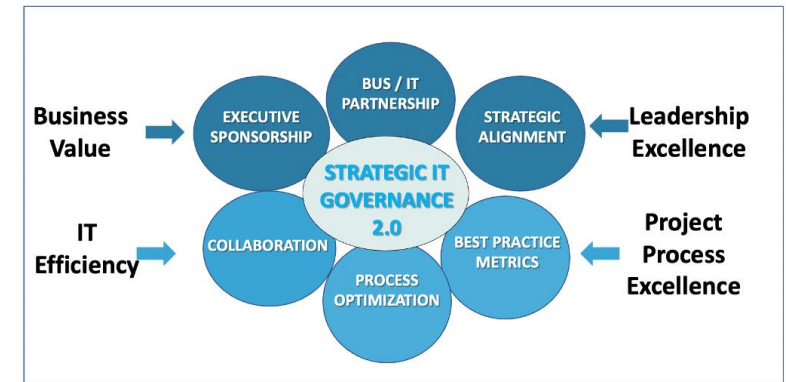 BUS / IT
PARTNERSHIP
EXECUTIVE
SPONSORSHIP
STRATEGIC
ALIGNMENT
Business
Value
Leadership
Excellence
STRATEGIC IT
GOVERNANCE
2.0
IT
Efficiency
COLLABORATION
BEST PRACTICE
METRICS
Project
Process
Excellence
PROCESS
OPTIMIZATION